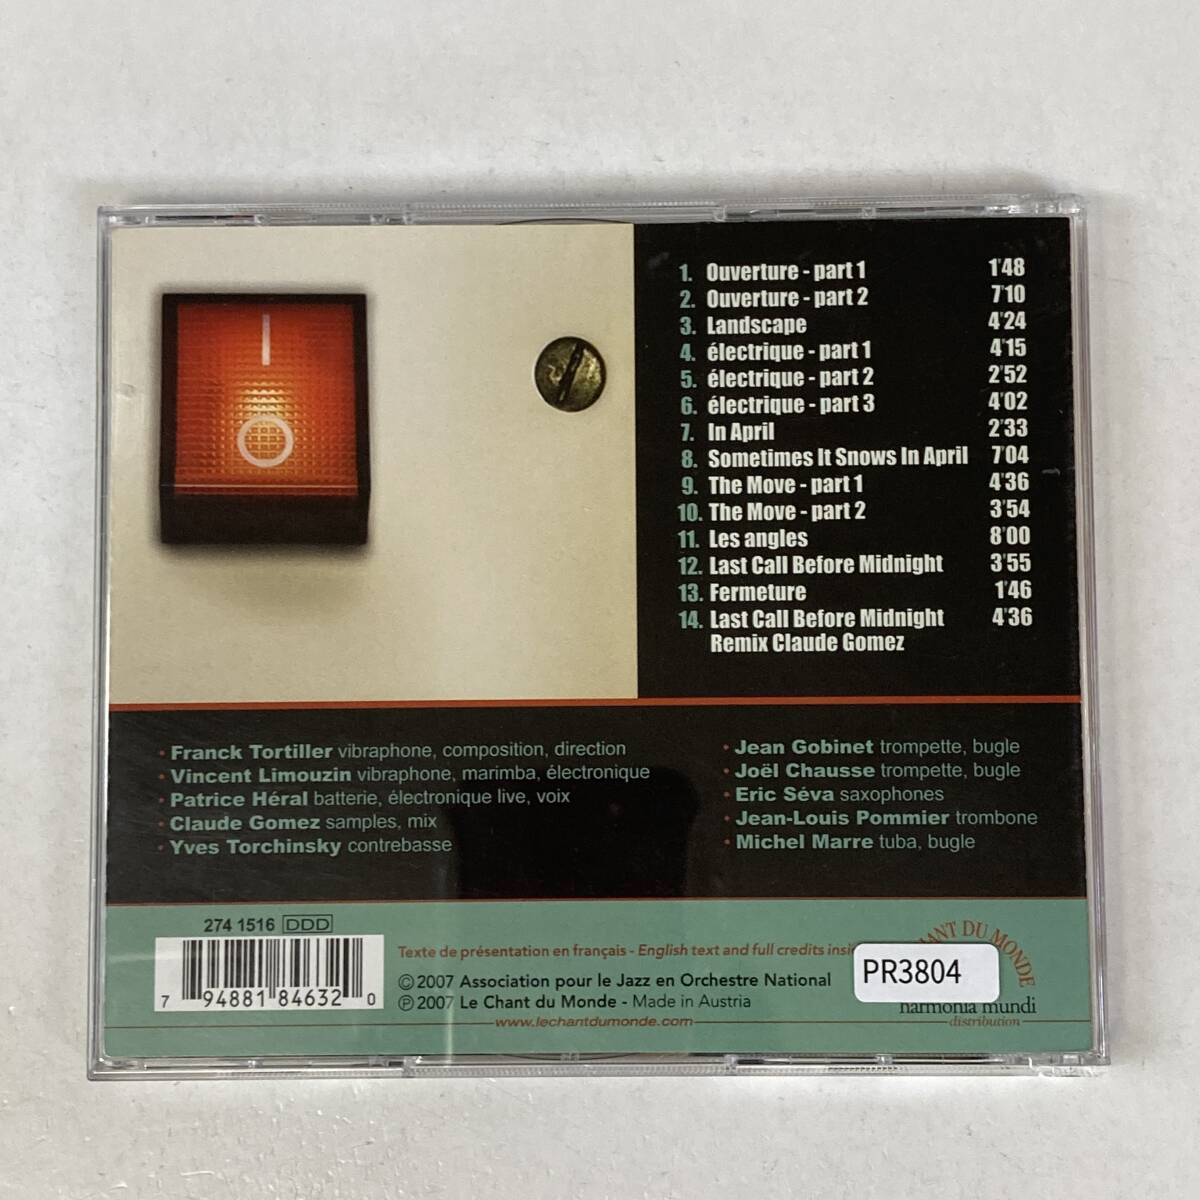 1. Ouverture - part 1 1'48
2. Ouverture - part 2 7'10
3. Landscape 4'24
4. électrique - part 1 4'15
5. électrique - part 2 2'52
6. électrique - part 3 4'02
7. In April 2'33
8. Sometimes It Snows In April 7'04
9. The Move - part 1 4'36
10. The Move - part 2 3'54
11. Les angles 8'00
12. Last Call Before Midnight 3'55
13. Fermeture 1'46
14. Last Call Before Midnight 4'36
Remix Claude Gomez
• Franck Tortiller vibraphone, composition, direction
• Vincent Limouzin vibraphone, marimba, électronique
• Patrice Héral batterie, électronique live, voix
• Claude Gomez samples, mix
• Yves Torchinsky contrebasse
• Jean Gobinet trompette, bugle
• Joël Chausse trompette, bugle
• Eric Séva saxophones
• Jean-Louis Pommier trombone
• Michel Marre tuba, bugle
274 1516 DDD
7 94881 84632 0
Texte de présentation en français - English text and full credits insi
© 2007 Association pour le Jazz en Orchestre National
℗ 2007 Le Chant du Monde - Made in Austria
www.lechantdumonde.com
HANT DU MONDE
PR3804
harmonia mundi
distribution